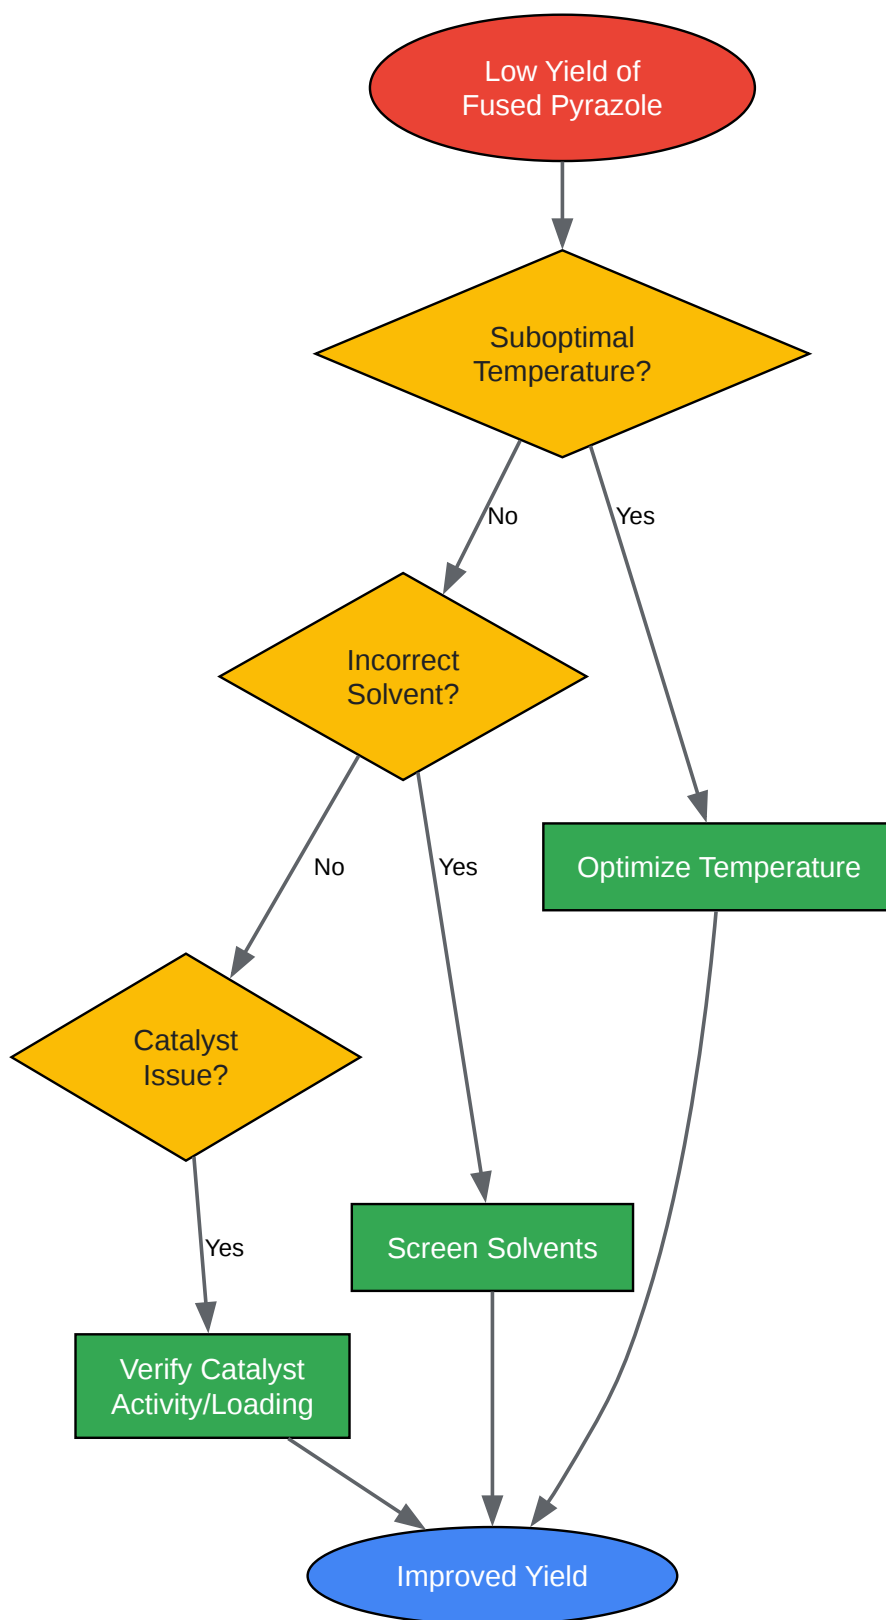 Low Yield of
Fused Pyrazole
Suboptimal
Temperature?
No
Yes
Incorrect
Solvent?
No
Yes
Optimize Temperature
Catalyst
Issue?
Yes
Screen Solvents
Verify Catalyst
Activity/Loading
Improved Yield